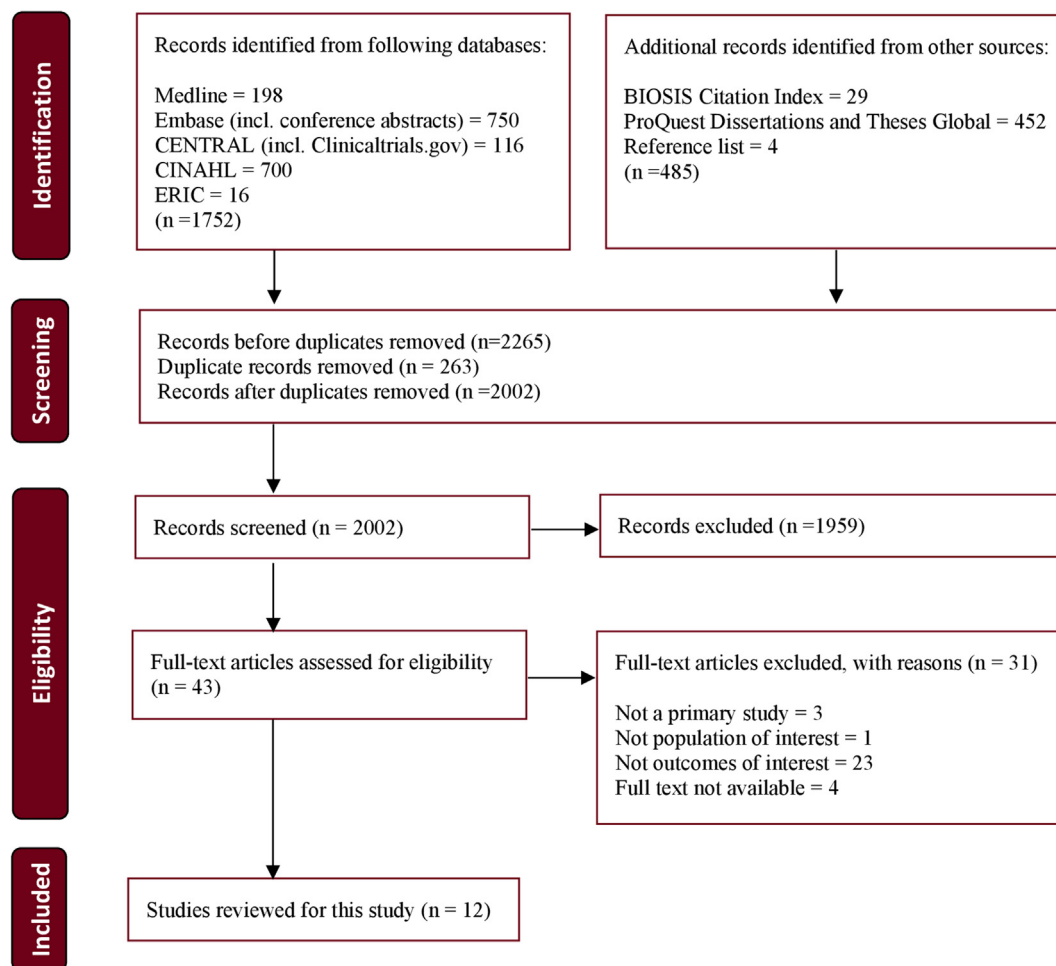 Identification
Records identified from following databases:
Medline = 198
Embase (incl. conference abstracts) = 750
CENTRAL (incl. Clinicaltrials.gov) = 116
CINAHL = 700
ERIC = 16
(n =1752)
Additional records identified from other sources:
BIOSIS Citation Index = 29
ProQuest Dissertations and Theses Global = 452
Reference list = 4
(n =485)
Screening
Records before duplicates removed (n=2265)
Duplicate records removed (n = 263)
Records after duplicates removed (n =2002)
Eligibility
Records screened (n = 2002)
Records excluded (n =1959)
Full-text articles assessed for eligibility
(n = 43)
Full-text articles excluded, with reasons (n = 31)
Not a primary study = 3
Not population of interest = 1
Not outcomes of interest = 23
Full text not available = 4
Included
Studies reviewed for this study (n = 12)